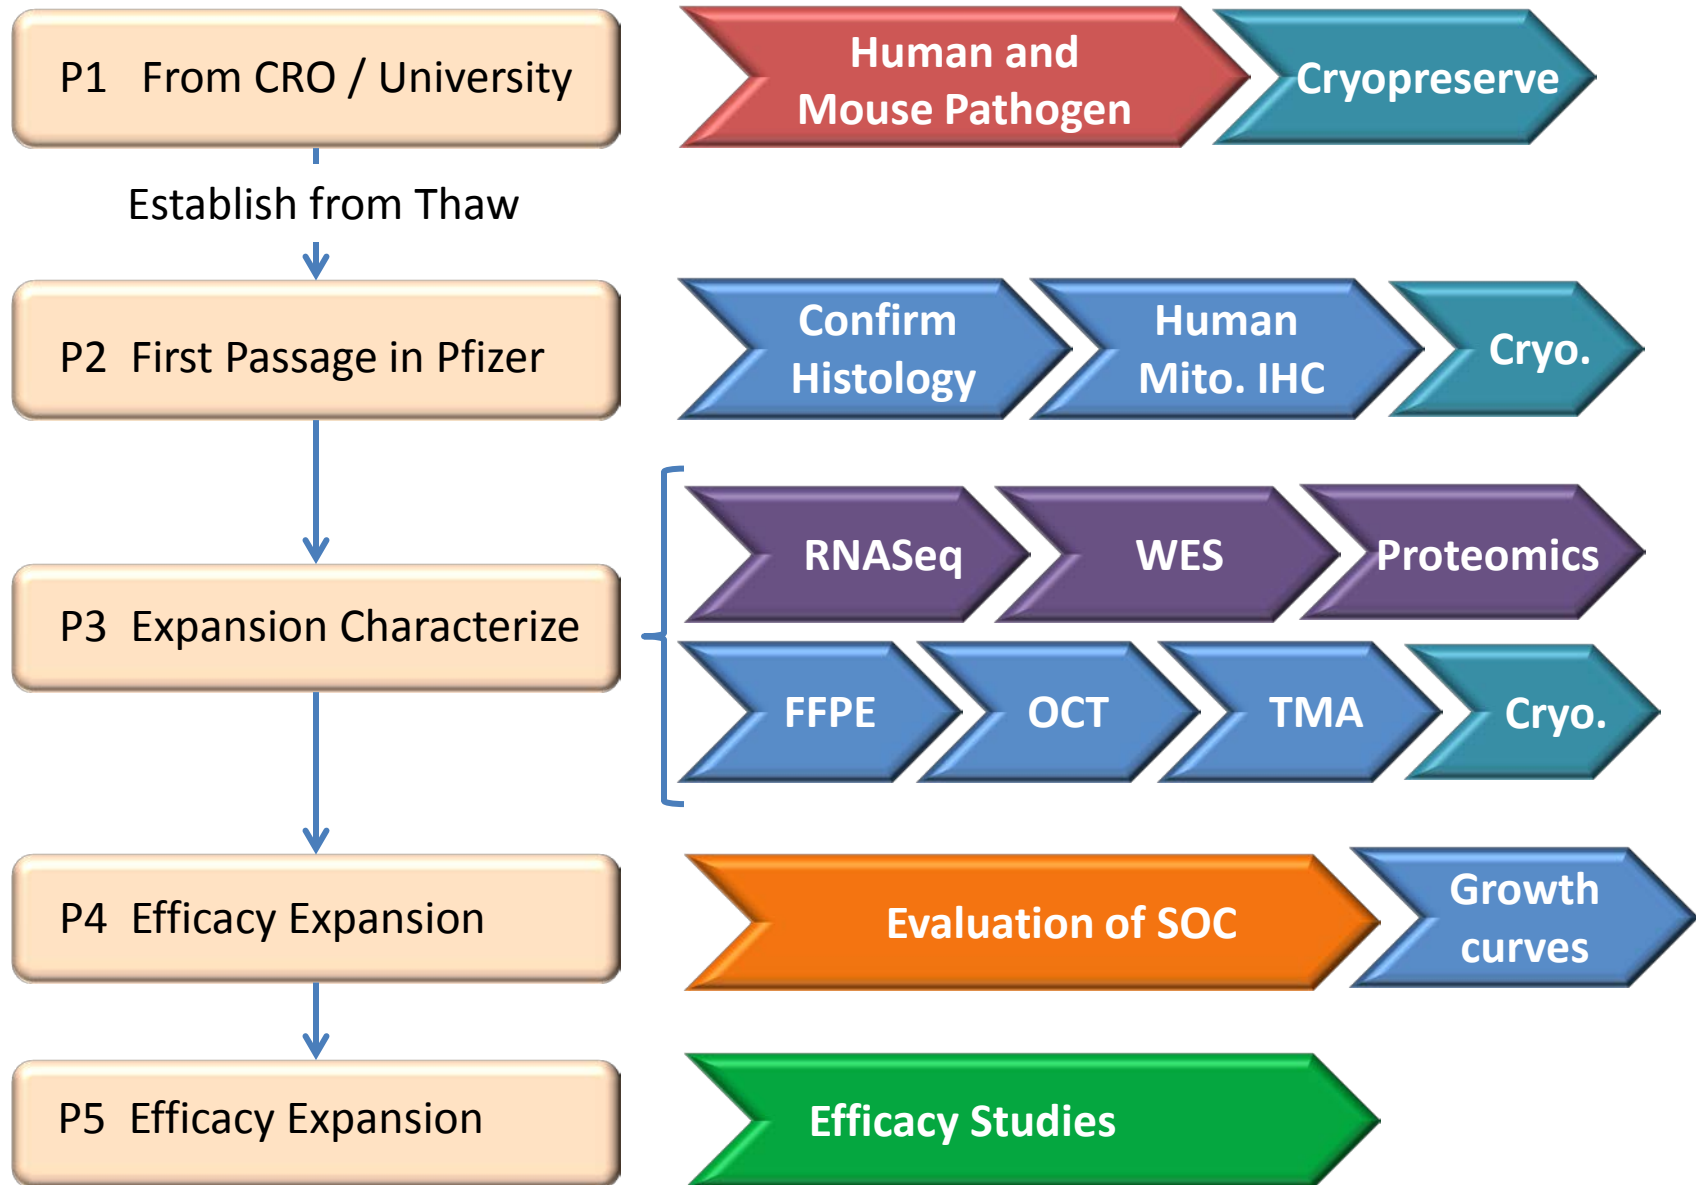 P1 From CRO / University
Human and
Mouse Pathogen
Cryopreserve
Establish from Thaw
P2 First Passage in Pfizer
Confirm
Histology
Human
Mito. IHC
Cryo.
P3 Expansion Characterize
RNASeq
WES
Proteomics
FFPE
OCT
TMA
Cryo.
P4 Efficacy Expansion
Evaluation of SOC
Growth
curves
P5 Efficacy Expansion
Efficacy Studies